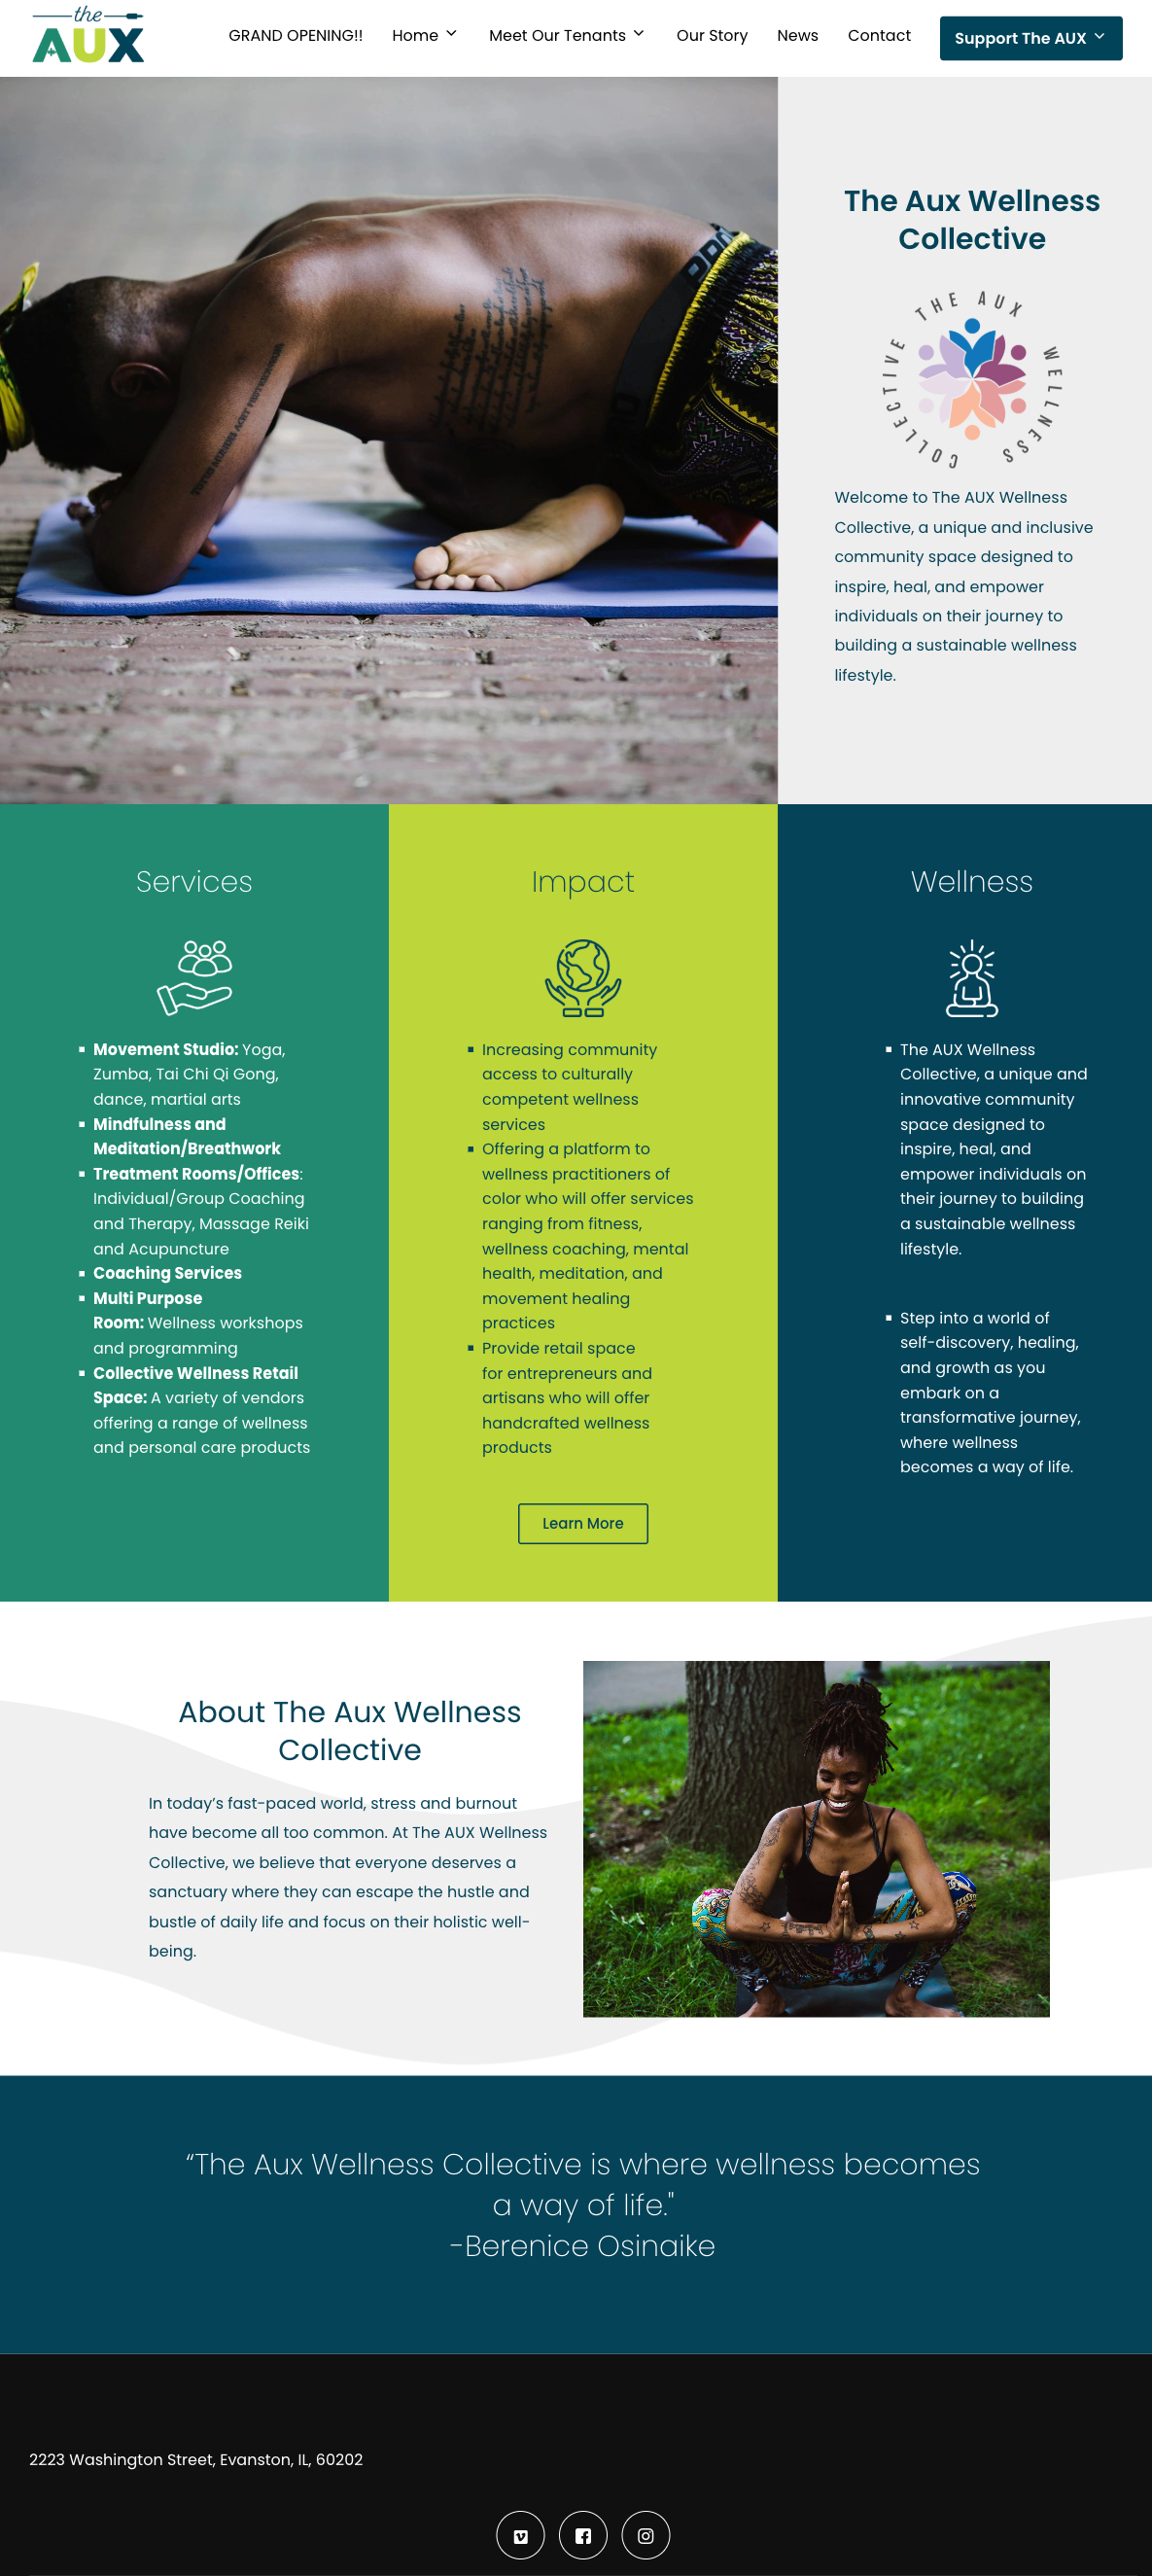 the
AUX
GRAND OPENING!!
Home
Meet Our Tenants
Our Story
News
Contact
Support The AUX
The Aux Wellness
Collective
THE AUX WELLNESS COLLECTIVE
Welcome to The AUX Wellness
Collective, a unique and inclusive
community space designed to
inspire, heal, and empower
individuals on their journey to
building a sustainable wellness
lifestyle.
Services
Movement Studio: Yoga,
Zumba, Tai Chi Qi Gong,
dance, martial arts
Mindfulness and
Meditation/Breathwork
Treatment Rooms/Offices:
Individual/Group Coaching
and Therapy, Massage Reiki
and Acupuncture
Coaching Services
Multi Purpose
Room: Wellness workshops
and programming
Collective Wellness Retail
Space: A variety of vendors
offering a range of wellness
and personal care products
Impact
Increasing community
access to culturally
competent wellness
services
Offering a platform to
wellness practitioners of
color who will offer services
ranging from fitness,
wellness coaching, mental
health, meditation, and
movement healing
practices
Provide retail space
for entrepreneurs and
artisans who will offer
handcrafted wellness
products
Learn More
Wellness
The AUX Wellness
Collective, a unique and
innovative community
space designed to
inspire, heal, and
empower individuals on
their journey to building
a sustainable wellness
lifestyle.
Step into a world of
self-discovery, healing,
and growth as you
embark on a
transformative journey,
where wellness
becomes a way of life.
About The Aux Wellness
Collective
In today’s fast-paced world, stress and burnout
have become all too common. At The AUX Wellness
Collective, we believe that everyone deserves a
sanctuary where they can escape the hustle and
bustle of daily life and focus on their holistic well-
being.
“The Aux Wellness Collective is where wellness becomes
a way of life."
-Berenice Osinaike
2223 Washington Street, Evanston, IL, 60202